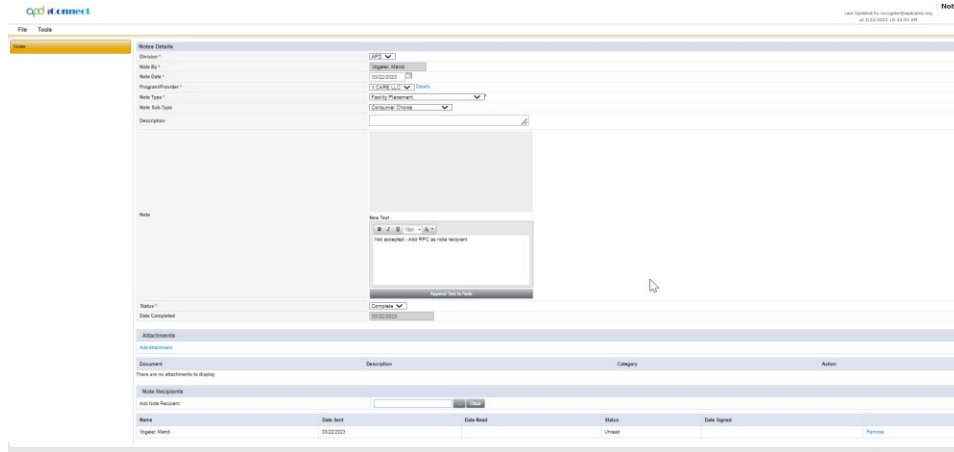 apd iConnect
Not
Last Updated by mvogeler@apdcares.org
at 3/22/2023 10:33:00 AM
File Tools
Notes
Notes Details
Division * APD
Note By * Vogeler, Mandi
Note Date * 03/22/2023
Program/Provider * 1 CARE LLC Details
Note Type * Facility Placement *
Note Sub-Type Consumer Choice
Description
Note
New Text
B I U 10pt A
Not accepted - Add RPC as note recipient
Append Text to Note
Status * Complete
Date Completed 03/22/2023
Attachments
Add Attachment
Document Description Category Action
There are no attachments to display
Note Recipients
Add Note Recipient: ... Clear
Name Date Sent Date Read Status Date Signed
Vogeler, Mandi 03/22/2023 Unread Remove